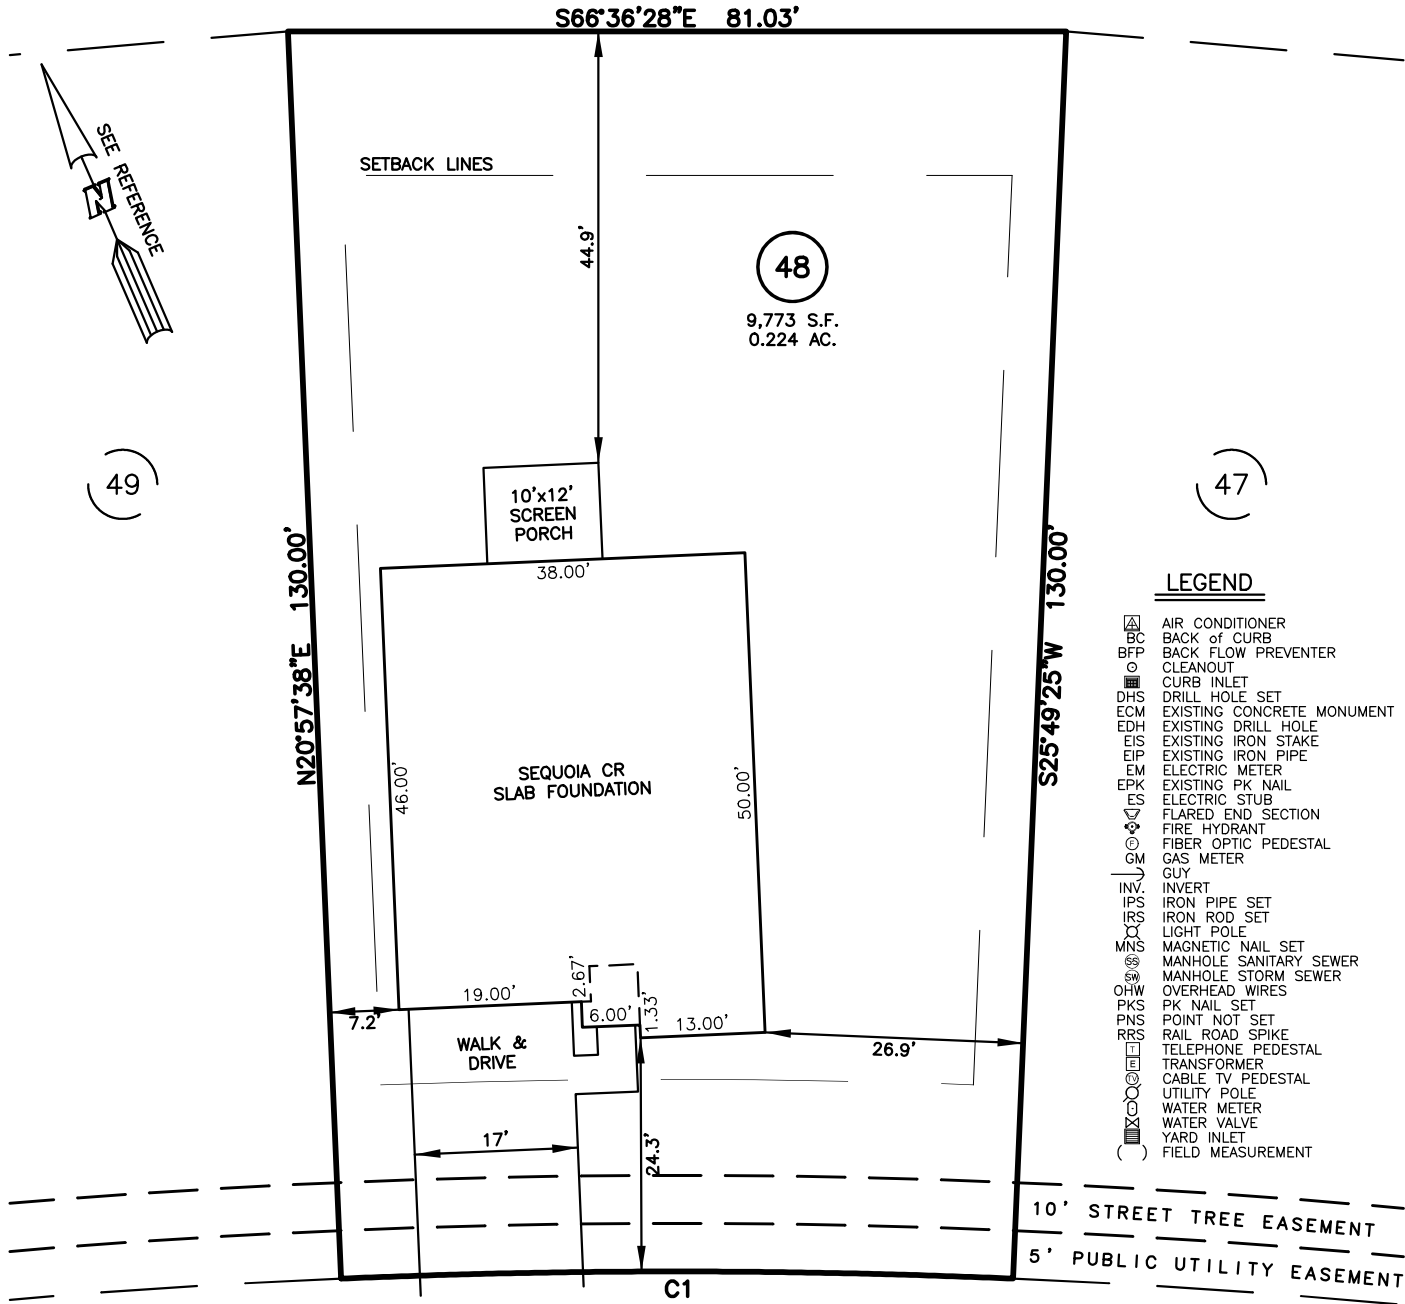 S66°36'28"E 81.03'
SEE REFERENCE
N
SETBACK LINES
44.9'
48
9,773 S.F.
0.224 AC.
49
47
10'x12'
SCREEN
PORCH
38.00'
N20°57'38"E 130.00'
S25°49'25"W 130.00'
46.00'
SEQUOIA CR
SLAB FOUNDATION
50.00'
19.00'
2.67'
6.00'
1.33'
13.00'
7.2'
WALK &
DRIVE
26.9'
17'
24.3'
C1
10' STREET TREE EASEMENT
5' PUBLIC UTILITY EASEMENT
LEGEND
AIR CONDITIONER
BC BACK of CURB
BFP BACK FLOW PREVENTER
CLEANOUT
CURB INLET
DHS DRILL HOLE SET
ECM EXISTING CONCRETE MONUMENT
EDH EXISTING DRILL HOLE
EIS EXISTING IRON STAKE
EIP EXISTING IRON PIPE
EM ELECTRIC METER
EPK EXISTING PK NAIL
ES ELECTRIC STUB
FLARED END SECTION
FIRE HYDRANT
F FIBER OPTIC PEDESTAL
GM GAS METER
GUY
INV. INVERT
IPS IRON PIPE SET
IRS IRON ROD SET
LIGHT POLE
MNS MAGNETIC NAIL SET
SS MANHOLE SANITARY SEWER
SW MANHOLE STORM SEWER
OHW OVERHEAD WIRES
PKS PK NAIL SET
PNS POINT NOT SET
RRS RAIL ROAD SPIKE
T TELEPHONE PEDESTAL
E TRANSFORMER
TV CABLE TV PEDESTAL
UTILITY POLE
WATER METER
WATER VALVE
YARD INLET
( ) FIELD MEASUREMENT